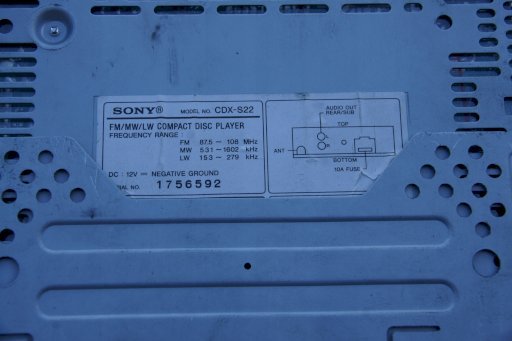 SONY® MODEL NO. CDX-S22
FM/MW/LW COMPACT DISC PLAYER
FREQUENCY RANGE:
FM 87.5 ~ 108 MHz
MW 531 ~ 1602 kHz
LW 153 ~ 279 kHz
DC: 12V ⎓ NEGATIVE GROUND
IAL NO. 1756592
AUDIO OUT
REAR/SUB
TOP
R
ANT
BOTTOM
10A FUSE